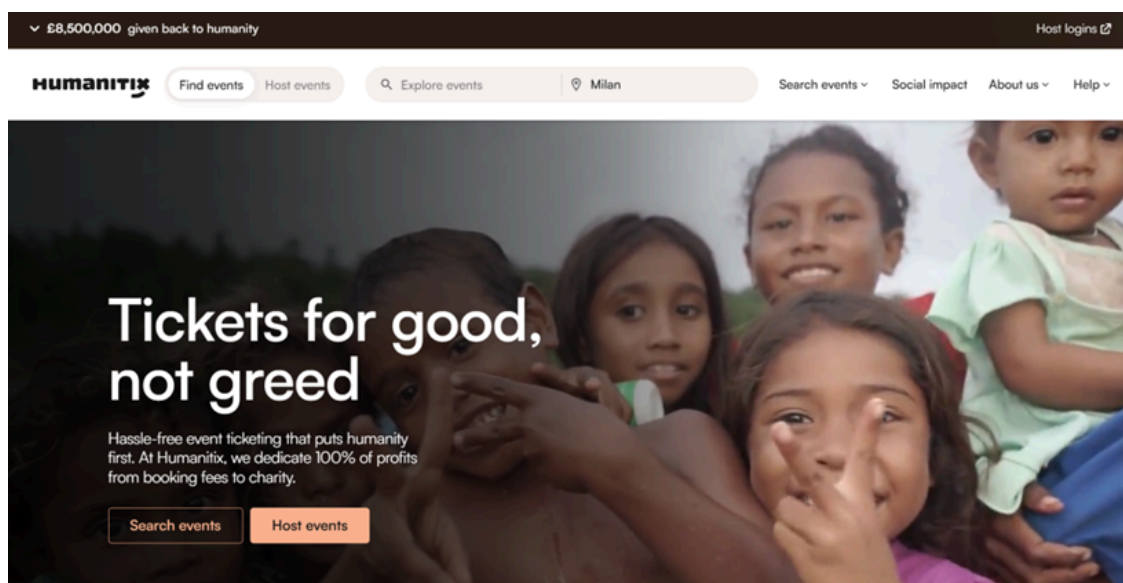 £8,500,000 given back to humanity
Host logins
HUMANITIX
Find events
Host events
Explore events
Milan
Search events
Social impact
About us
Help
Tickets for good,
not greed
Hassle-free event ticketing that puts humanity
first. At Humanitix, we dedicate 100% of profits
from booking fees to charity.
Search events
Host events